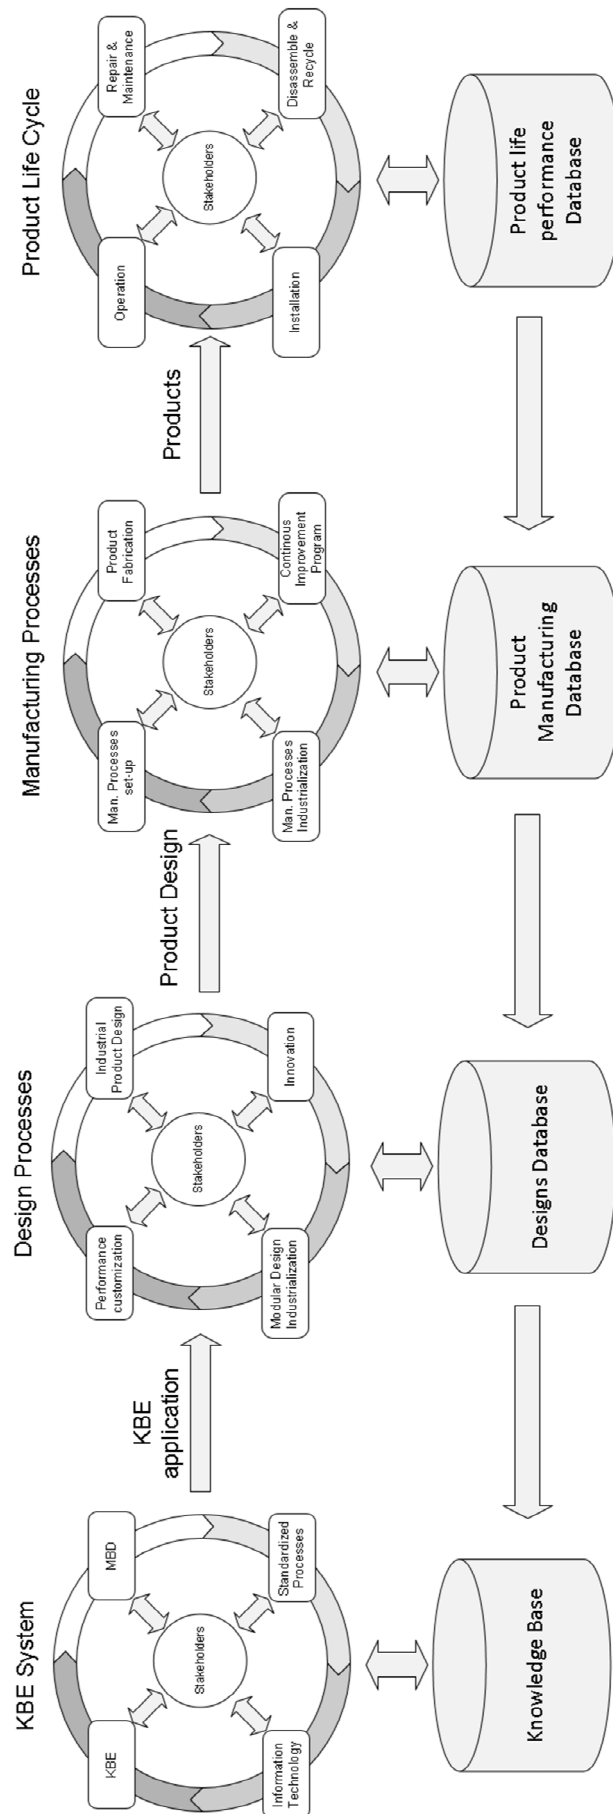 KBE System
Design Processes
Manufacturing Processes
Product Life Cycle
KBE
MBD
Stakeholders
Information
Technology
Standardized
Processes
KBE
application
Performance
customization
Industrial
Product Design
Stakeholders
Modular Design
Industrialization
Innovation
Product Design
Man. Processes
set-up
Product
Fabrication
Stakeholders
Man. Processes
Industrialization
Continous
Improvement
Program
Products
Operation
Repair &
Maintenance
Stakeholders
Installation
Disassemble &
Recycle
Knowledge Base
Designs Database
Product
Manufacturing
Database
Product life
performance
Database